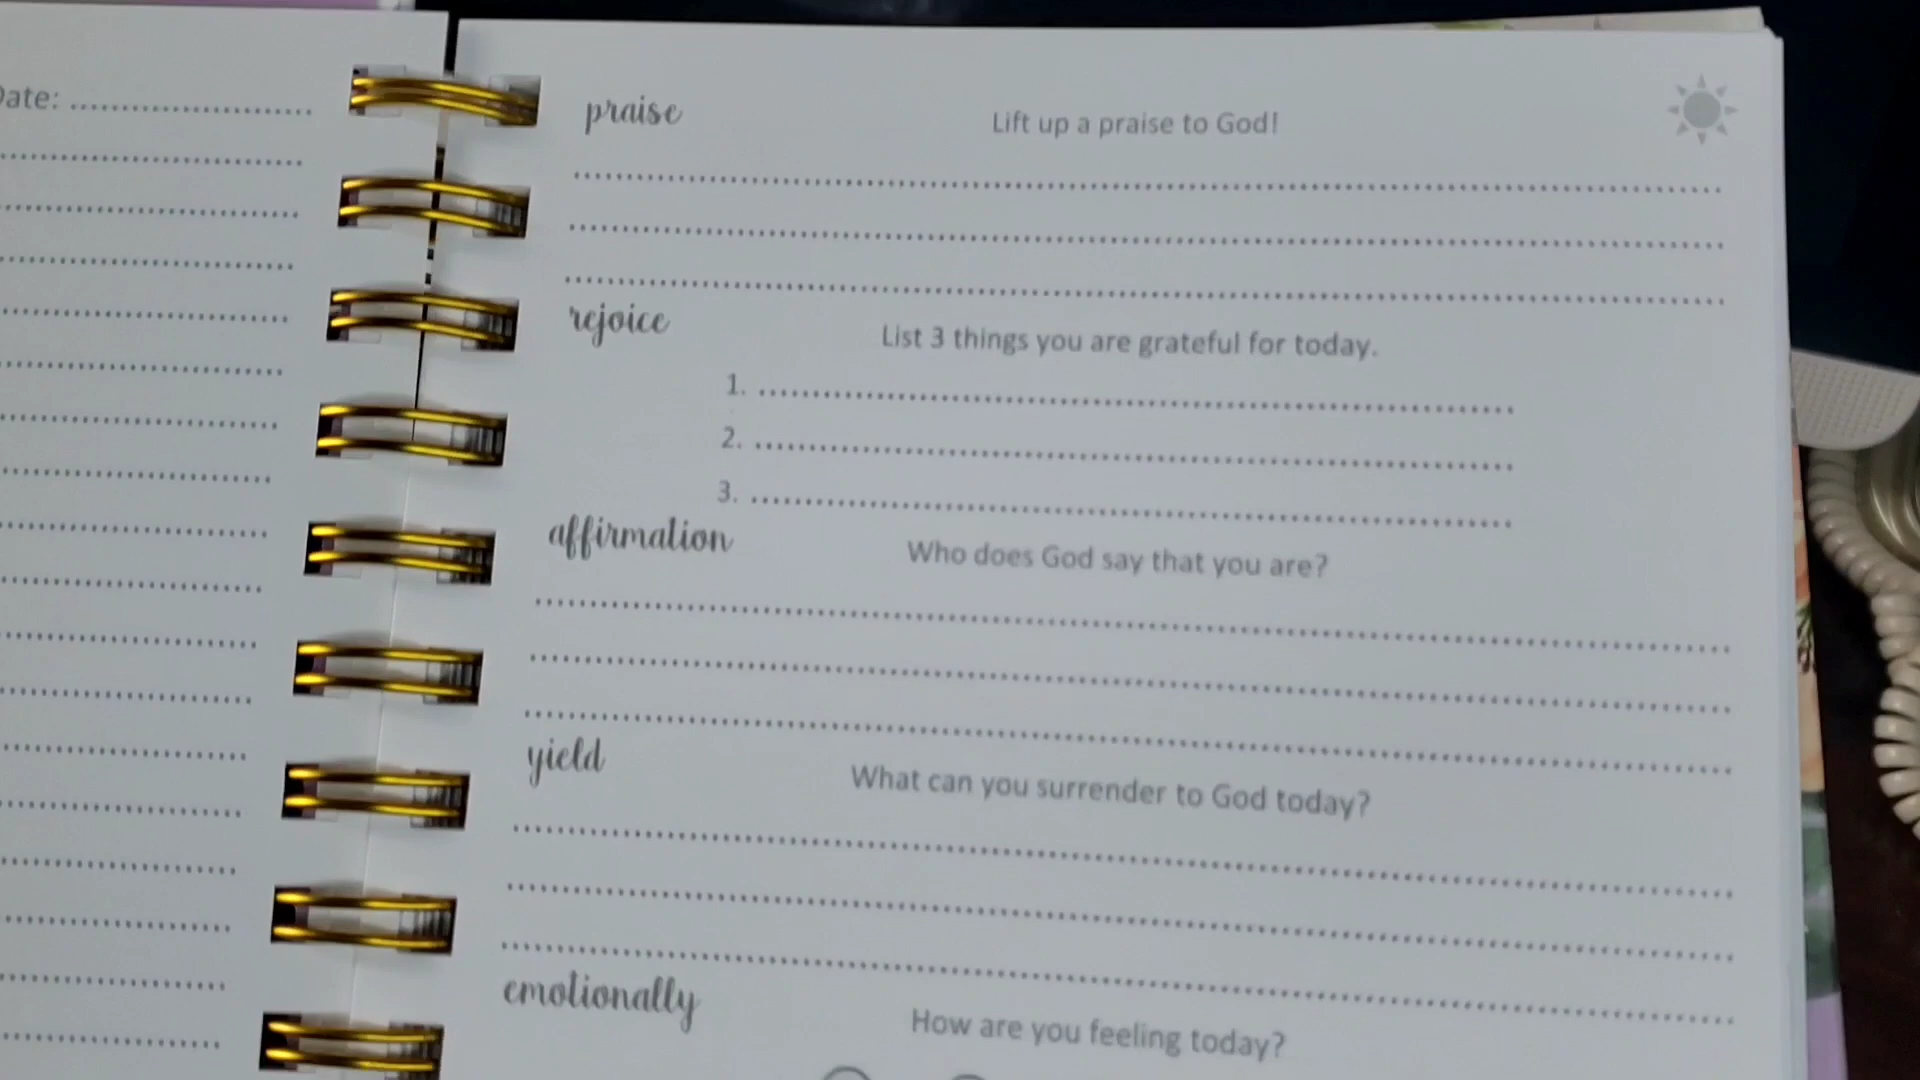 Date:
praise
Lift up a praise to God!
rejoice
List 3 things you are grateful for today.
1.
2.
3.
affirmation
Who does God say that you are?
yield
What can you surrender to God today?
emotionally
How are you feeling today?